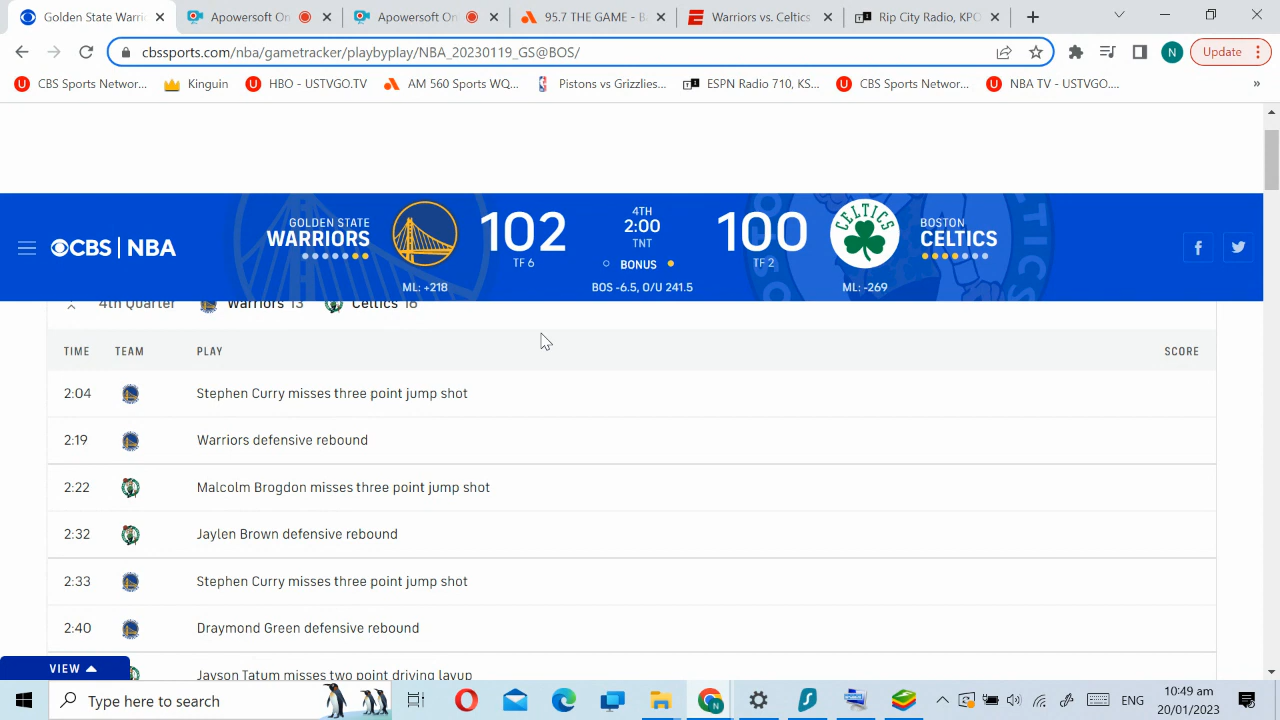 Golden State Warri
Apowersoft On
Apowersoft On
95.7 THE GAME - B
Warriors vs. Celtics
Rip City Radio, KPO
cbssports.com/nba/gametracker/playbyplay/NBA_20230119_GS@BOS/
N
Update
CBS Sports Networ...
Kinguin
HBO - USTVGO.TV
AM 560 Sports WQ...
Pistons vs Grizzlies...
ESPN Radio 710, KS...
CBS Sports Networ...
NBA TV - USTVGO....
»
CBS | NBA
GOLDEN STATE
WARRIORS
ML: +218
102
TF 6
4TH
2:00
TNT
BONUS
BOS -6.5, O/U 241.5
100
TF 2
CELTICS
ML: -269
BOSTON
CELTICS
4th Quarter Warriors 13 Celtics 16
TIME TEAM PLAY SCORE
2:04 Stephen Curry misses three point jump shot
2:19 Warriors defensive rebound
2:22 Malcolm Brogdon misses three point jump shot
2:32 Jaylen Brown defensive rebound
2:33 Stephen Curry misses three point jump shot
2:40 Draymond Green defensive rebound
Jayson Tatum misses two point driving layup
VIEW
Type here to search
ENG
10:49 am
20/01/2023